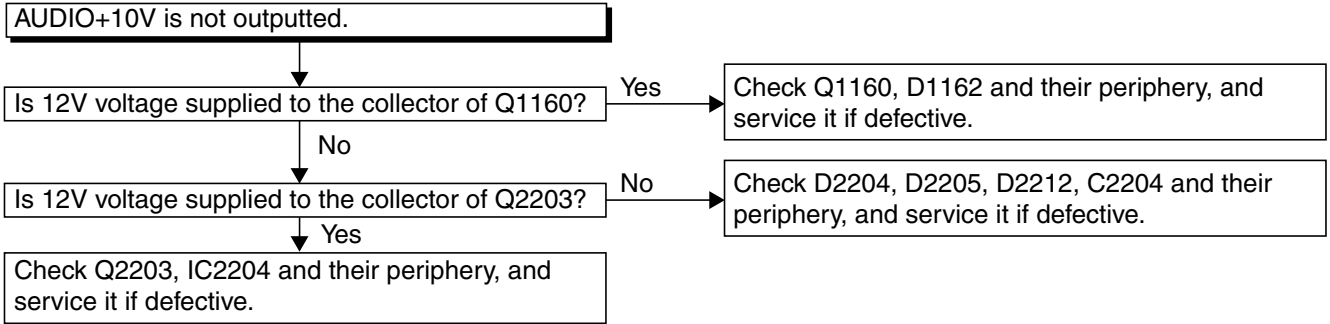 AUDIO+10V is not outputted.
Is 12V voltage supplied to the collector of Q1160?
Yes
Check Q1160, D1162 and their periphery, and
service it if defective.
No
Is 12V voltage supplied to the collector of Q2203?
No
Check D2204, D2205, D2212, C2204 and their
periphery, and service it if defective.
Yes
Check Q2203, IC2204 and their periphery, and
service it if defective.